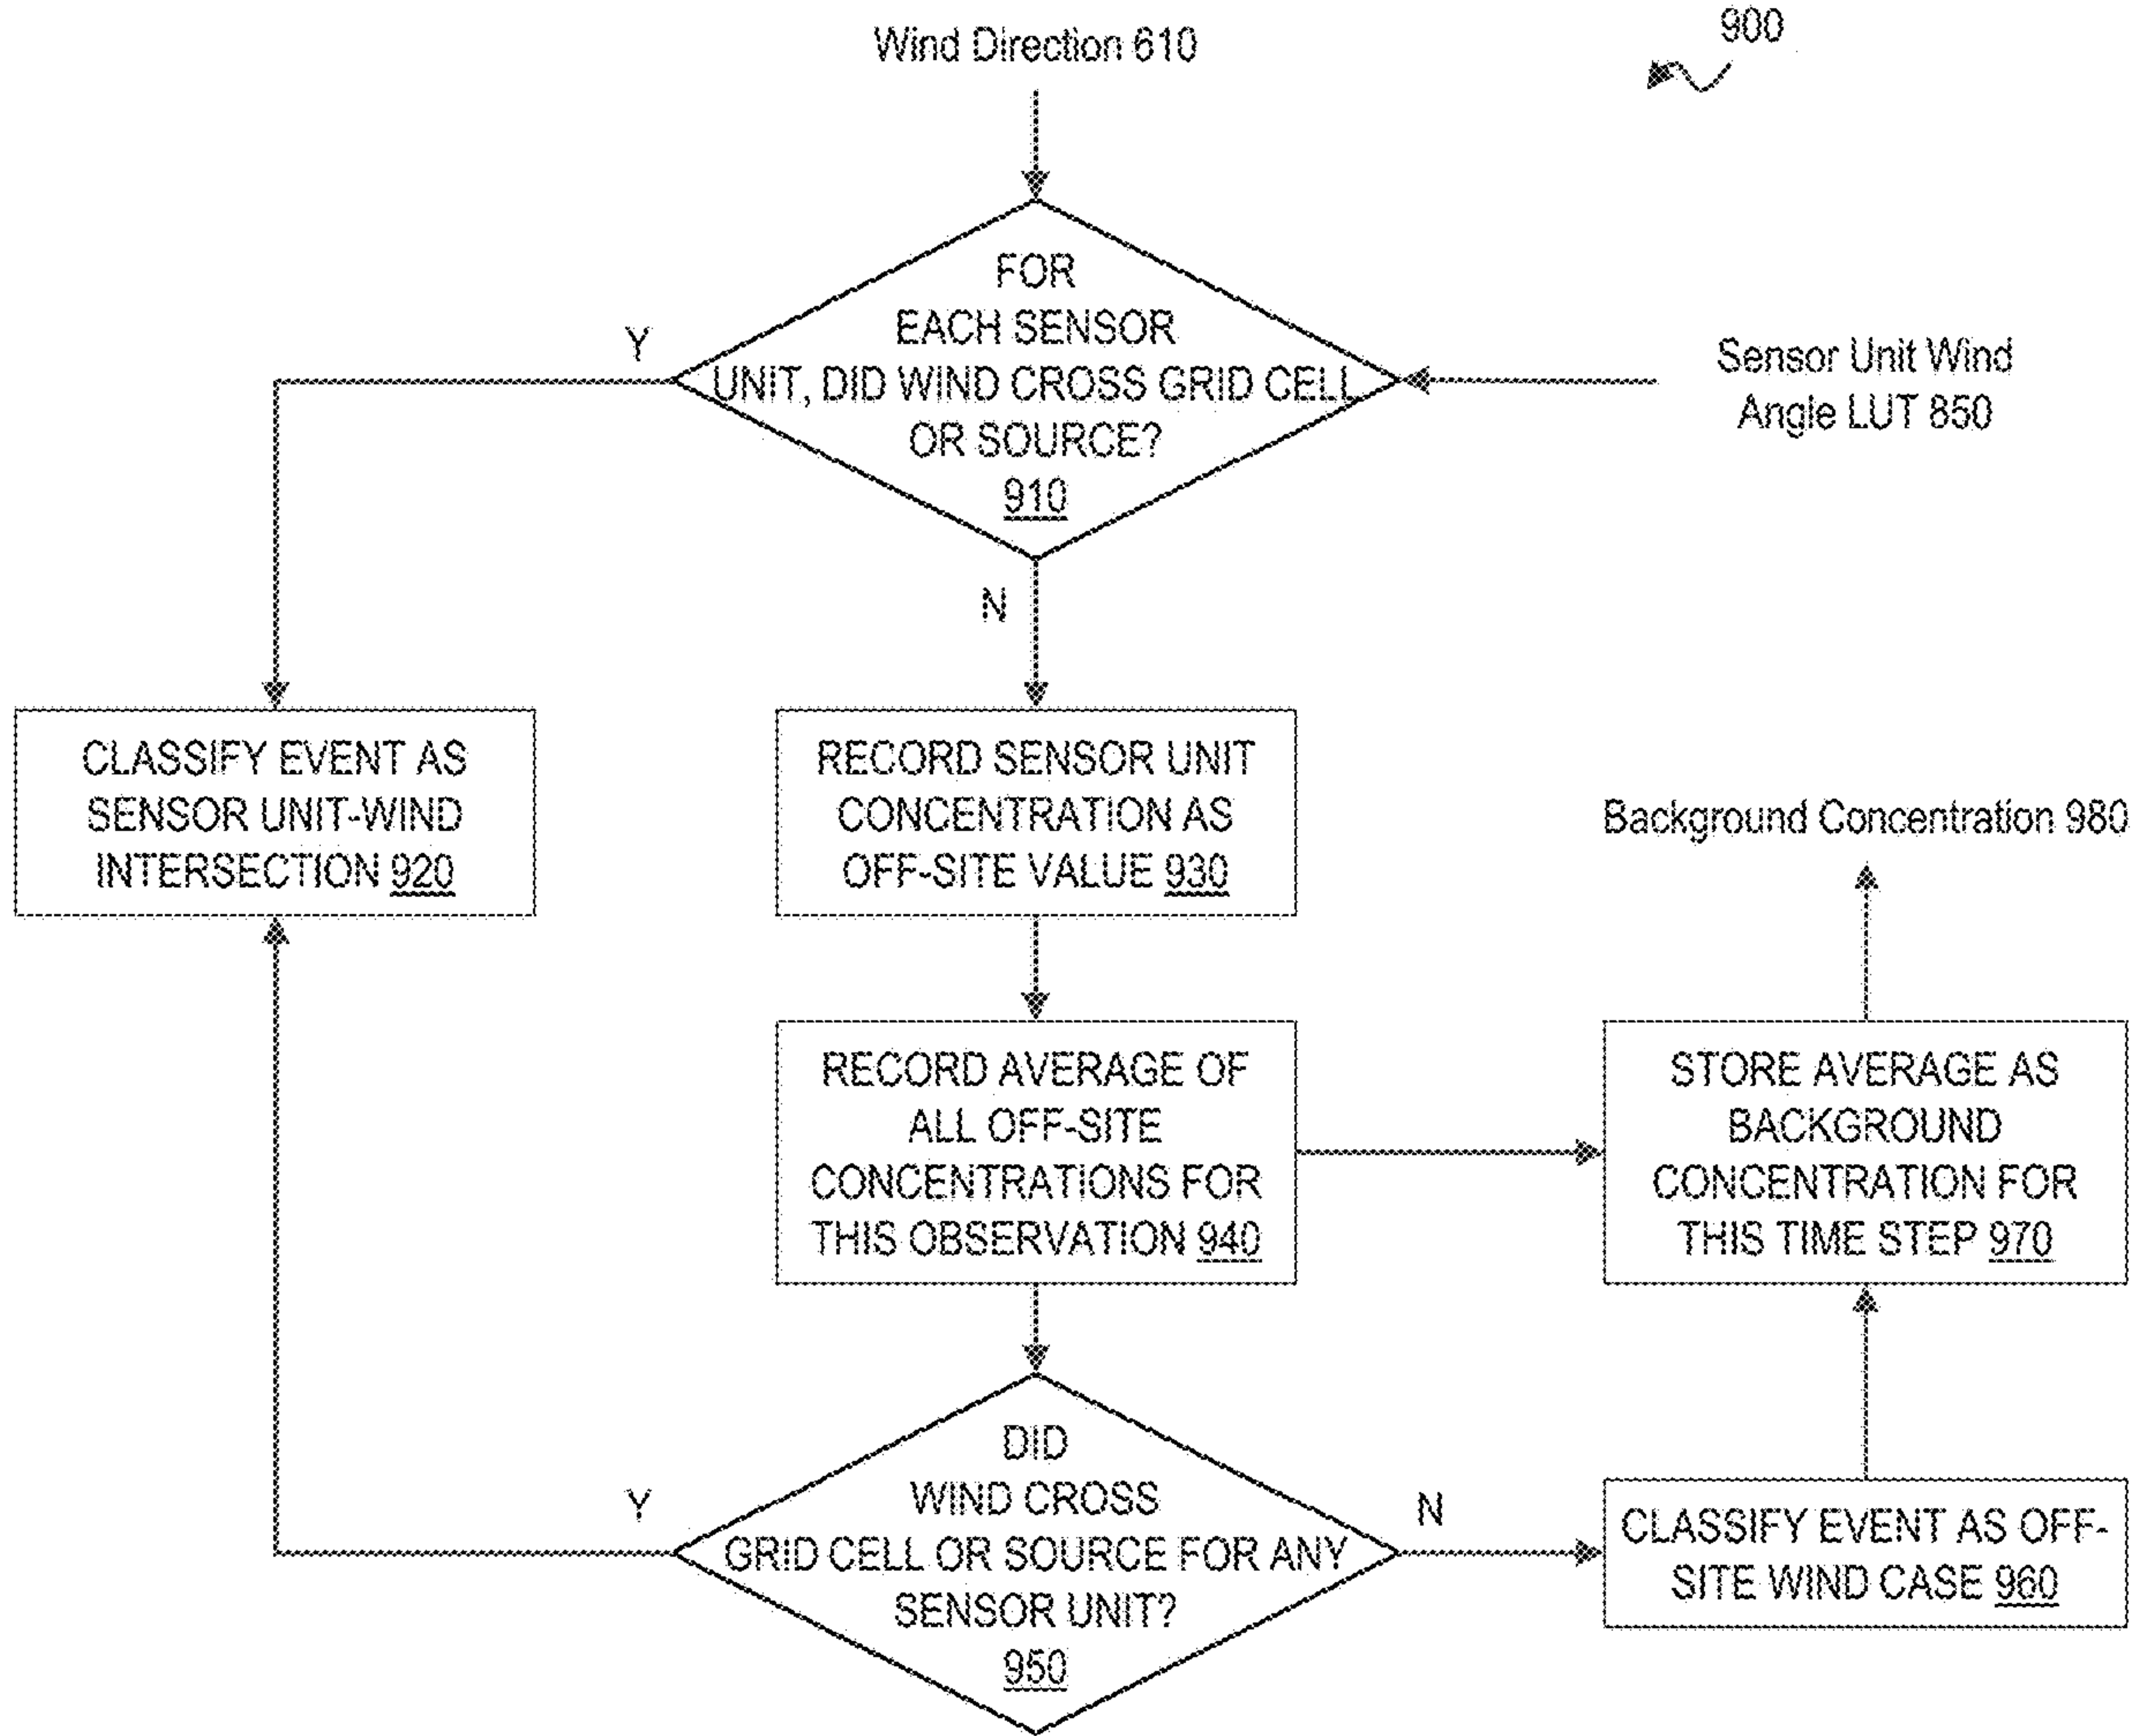 900
Wind Direction 610
FOR
EACH SENSOR
UNIT, DID WIND CROSS GRID CELL
OR SOURCE?
910
Y
Sensor Unit Wind
Angle LUT 850
N
CLASSIFY EVENT AS
SENSOR UNIT-WIND
INTERSECTION 920
RECORD SENSOR UNIT
CONCENTRATION AS
OFF-SITE VALUE 930
Background Concentration 980
RECORD AVERAGE OF
ALL OFF-SITE
CONCENTRATIONS FOR
THIS OBSERVATION 940
STORE AVERAGE AS
BACKGROUND
CONCENTRATION FOR
THIS TIME STEP 970
DID
WIND CROSS
GRID CELL OR SOURCE FOR ANY
SENSOR UNIT?
950
Y
N
CLASSIFY EVENT AS OFF-
SITE WIND CASE 960